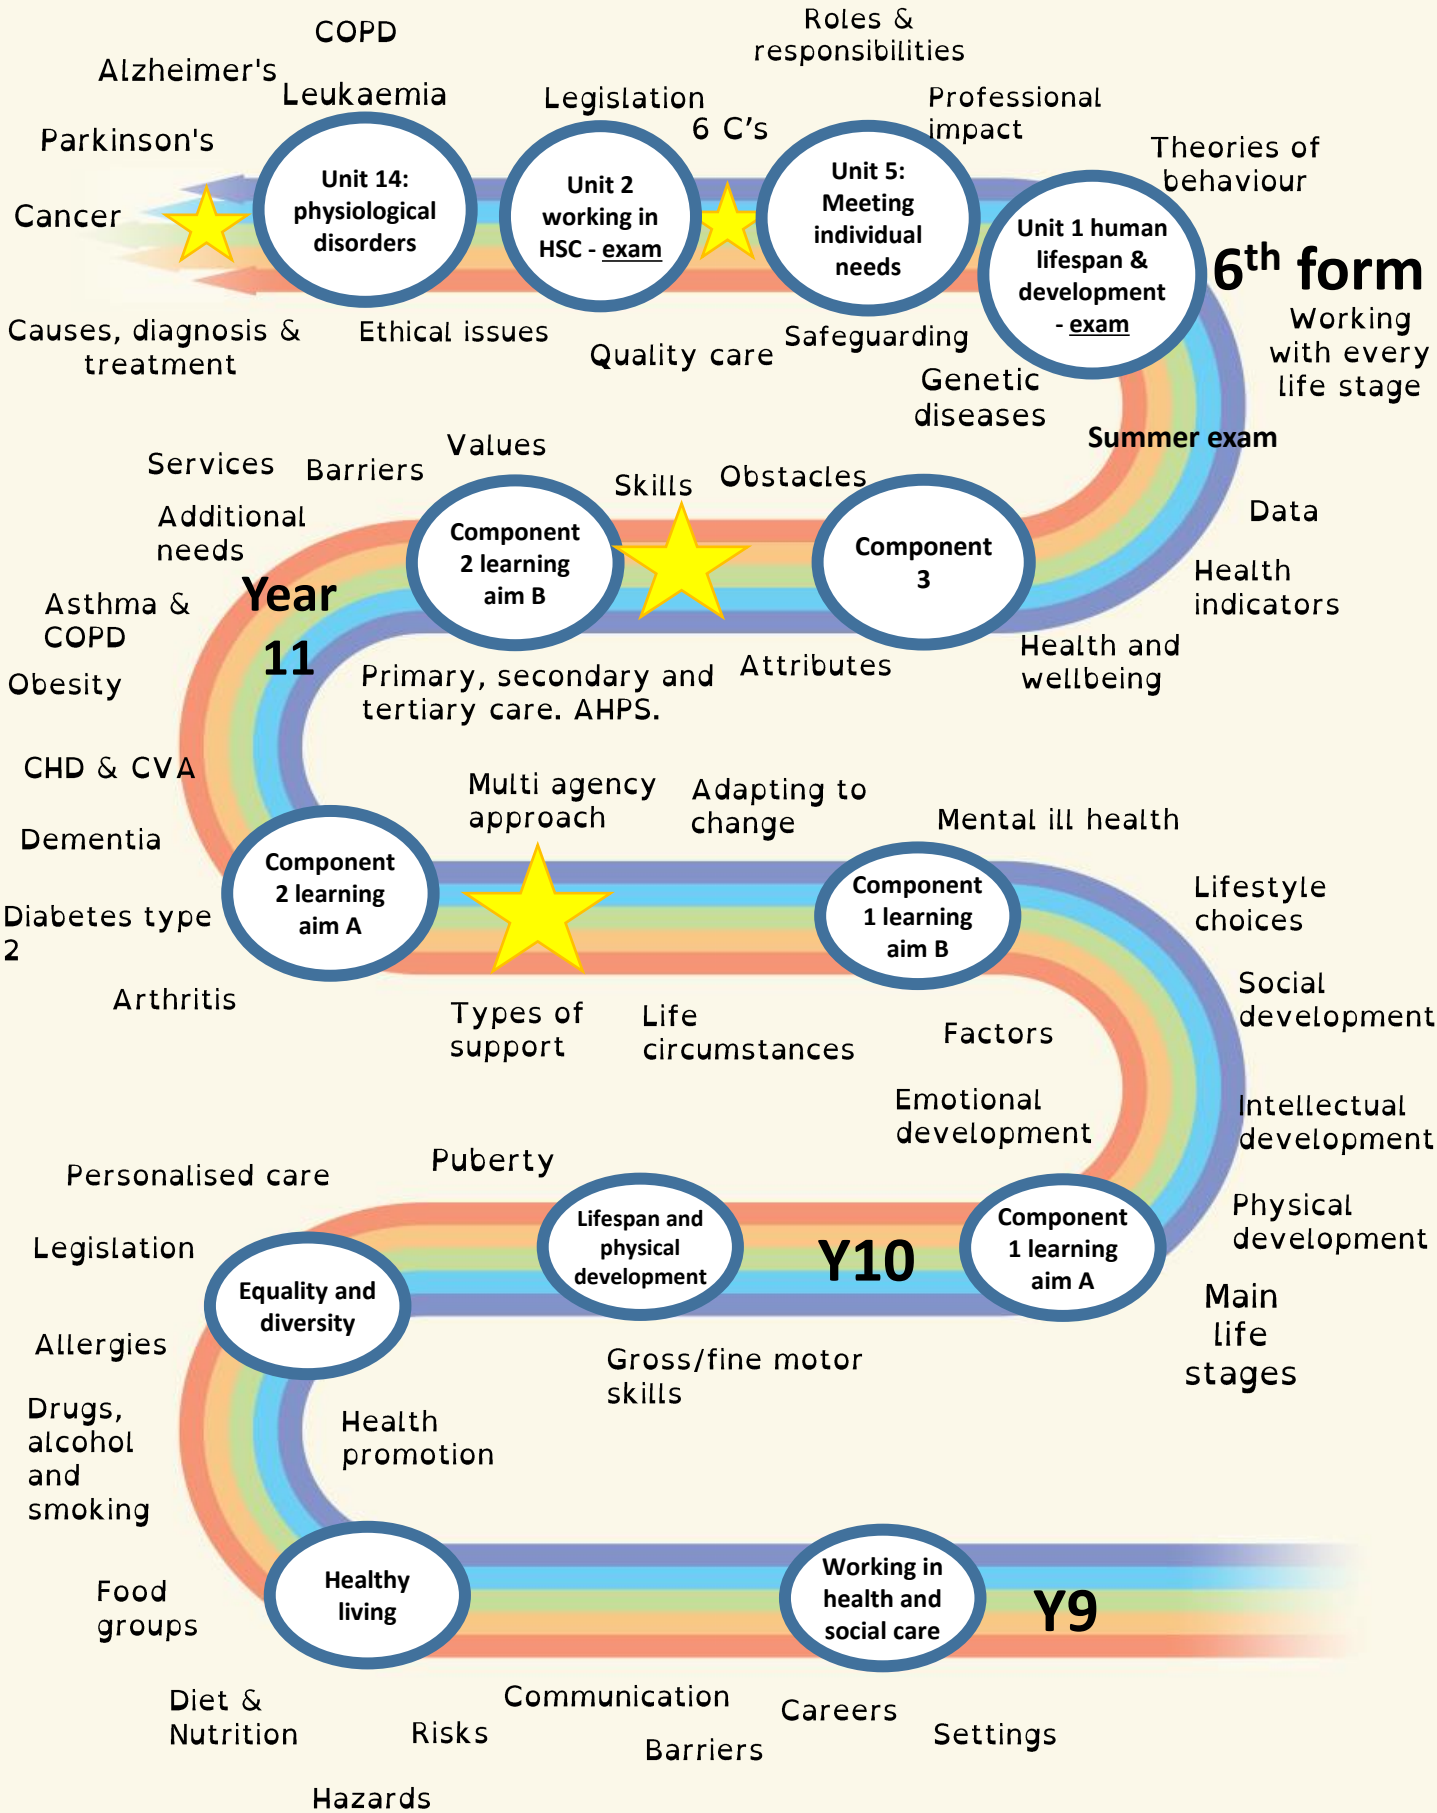 COPD
Roles &
responsibilities
Alzheimer's
Leukaemia
Legislation
6 C's
Professional
impact
Parkinson's
Theories of
behaviour
Cancer
Unit 14:
physiological
disorders
Unit 2
working in
HSC - exam
Unit 5:
Meeting
individual
needs
Unit 1 human
lifespan &
development
- exam
6th form
Working
with every
life stage
Causes, diagnosis &
treatment
Ethical issues
Quality care
Safeguarding
Genetic
diseases
Summer exam
Services
Barriers
Values
Skills
Obstacles
Additional
needs
Data
Component
2 learning
aim B
Component
3
Health
indicators
Year
11
Asthma &
COPD
Obesity
Primary, secondary and
tertiary care. AHPS.
Attributes
Health and
wellbeing
CHD & CVA
Multi agency
approach
Adapting to
change
Mental ill health
Dementia
Component
2 learning
aim A
Component
1 learning
aim B
Lifestyle
choices
Diabetes type
2
Arthritis
Types of
support
Life
circumstances
Factors
Social
development
Emotional
development
Intellectual
development
Personalised care
Puberty
Physical
development
Legislation
Lifespan and
physical
development
Y10
Component
1 learning
aim A
Equality and
diversity
Main
life
stages
Allergies
Gross/fine motor
skills
Drugs,
alcohol
and
smoking
Health
promotion
Food
groups
Healthy
living
Working in
health and
social care
Y9
Diet &
Nutrition
Risks
Communication
Barriers
Careers
Settings
Hazards